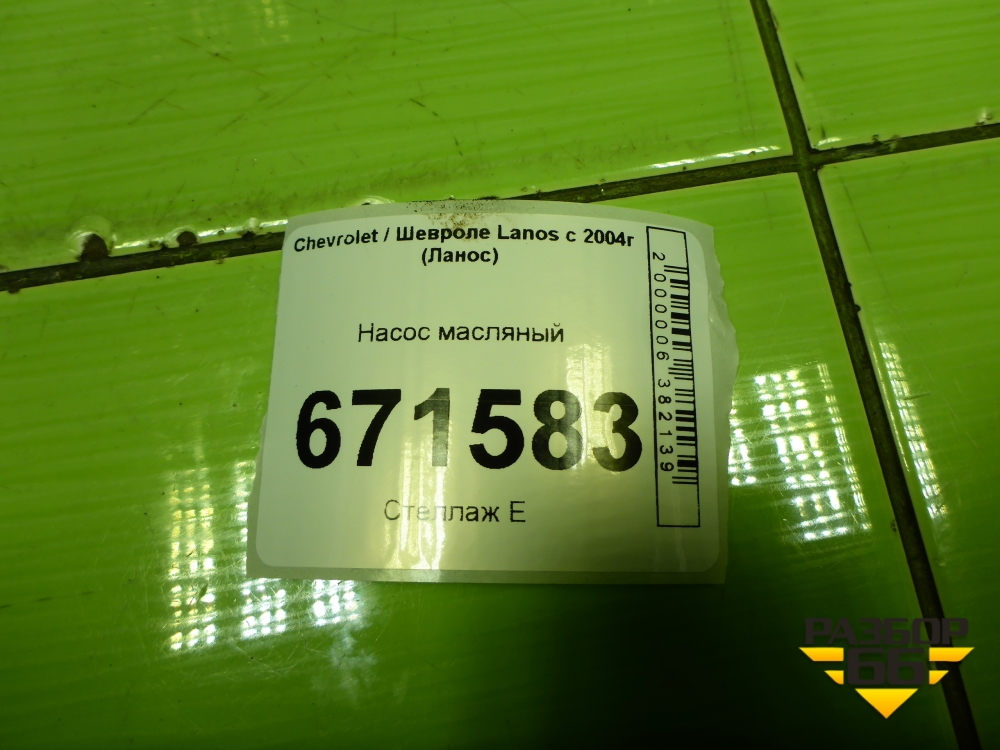 Chevrolet / Шевроле Lanos с 2004г
(Ланос)
Насос масляный
671583
Стеллаж Е
2000006382139
РАЗБОР
66